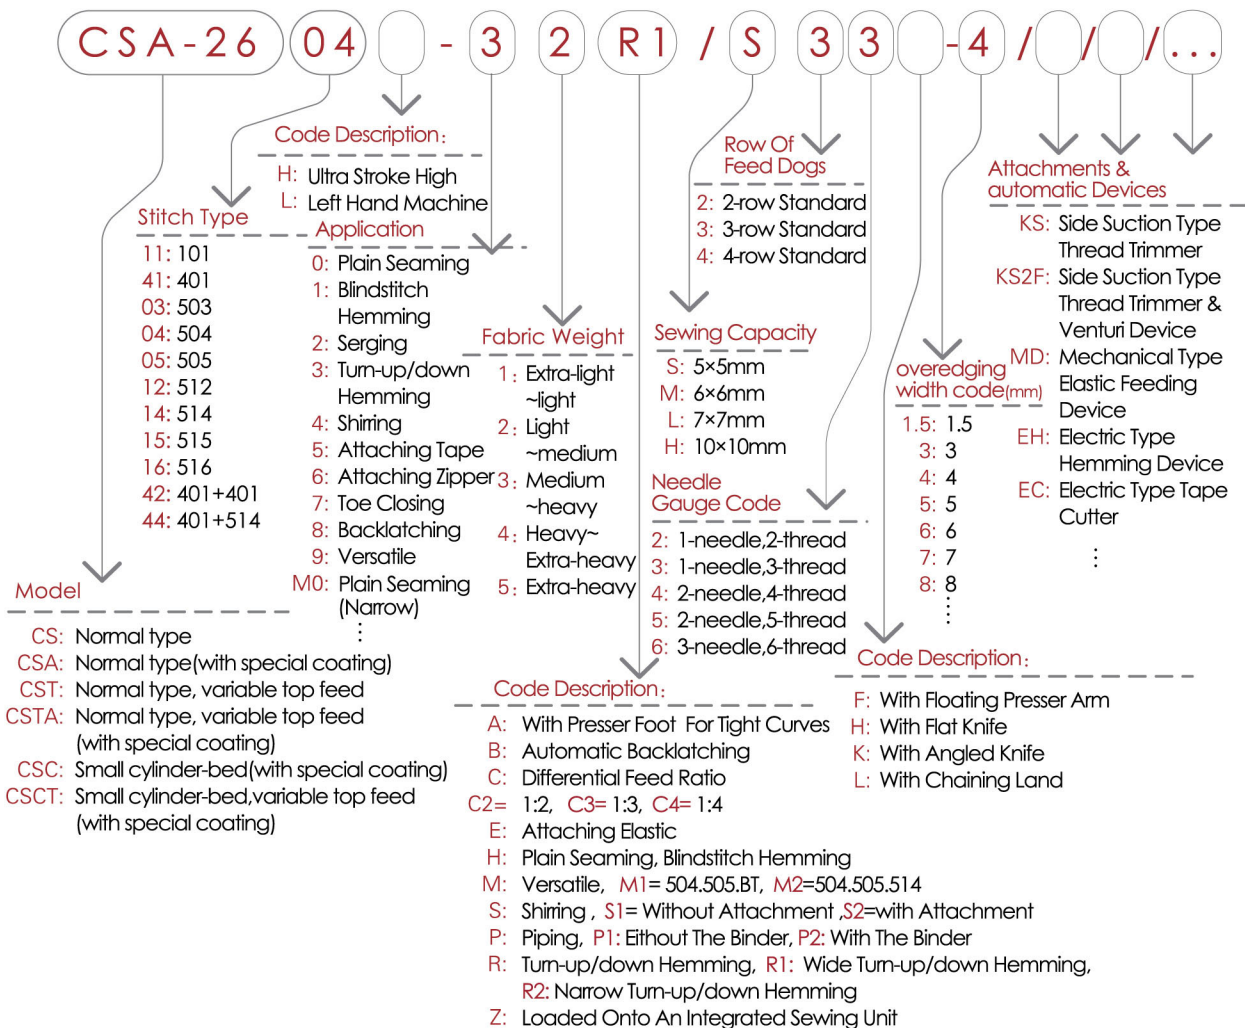 CSA-26 04 - 3 2 R1 / S 3 3 -4 / / /...
Code Description:
H: Ultra Stroke High
L: Left Hand Machine
Stitch Type
11: 101
41: 401
03: 503
04: 504
05: 505
12: 512
14: 514
15: 515
16: 516
42: 401+401
44: 401+514
Application
0: Plain Seaming
1: Blindstitch
Hemming
2: Serging
3: Turn-up/down
Hemming
4: Shirring
5: Attaching Tape
6: Attaching Zipper
7: Toe Closing
8: Backlatching
9: Versatile
M0: Plain Seaming
(Narrow)
⋮
Fabric Weight
1: Extra-light
~light
2: Light
~medium
3: Medium
~heavy
4: Heavy~
Extra-heavy
5: Extra-heavy
Row Of
Feed Dogs
2: 2-row Standard
3: 3-row Standard
4: 4-row Standard
Sewing Capacity
S: 5×5mm
M: 6×6mm
L: 7×7mm
H: 10×10mm
Needle
Gauge Code
2: 1-needle,2-thread
3: 1-needle,3-thread
4: 2-needle,4-thread
5: 2-needle,5-thread
6: 3-needle,6-thread
overedging
width code(mm)
1.5: 1.5
3: 3
4: 4
5: 5
6: 6
7: 7
8: 8
⋮
Attachments &
automatic Devices
KS: Side Suction Type
Thread Trimmer
KS2F: Side Suction Type
Thread Trimmer &
Venturi Device
MD: Mechanical Type
Elastic Feeding
Device
EH: Electric Type
Hemming Device
EC: Electric Type Tape
Cutter
⋮
Model
CS: Normal type
CSA: Normal type(with special coating)
CST: Normal type, variable top feed
CSTA: Normal type, variable top feed
(with special coating)
CSC: Small cylinder-bed(with special coating)
CSCT: Small cylinder-bed,variable top feed
(with special coating)
Code Description:
A: With Presser Foot For Tight Curves
B: Automatic Backlatching
C: Differential Feed Ratio
C2= 1:2, C3= 1:3, C4= 1:4
E: Attaching Elastic
H: Plain Seaming, Blindstitch Hemming
M: Versatile, M1= 504.505.BT, M2=504.505.514
S: Shirring , S1= Without Attachment ,S2=with Attachment
P: Piping, P1: Eithout The Binder, P2: With The Binder
R: Turn-up/down Hemming, R1: Wide Turn-up/down Hemming,
R2: Narrow Turn-up/down Hemming
Z: Loaded Onto An Integrated Sewing Unit
Code Description:
F: With Floating Presser Arm
H: With Flat Knife
K: With Angled Knife
L: With Chaining Land